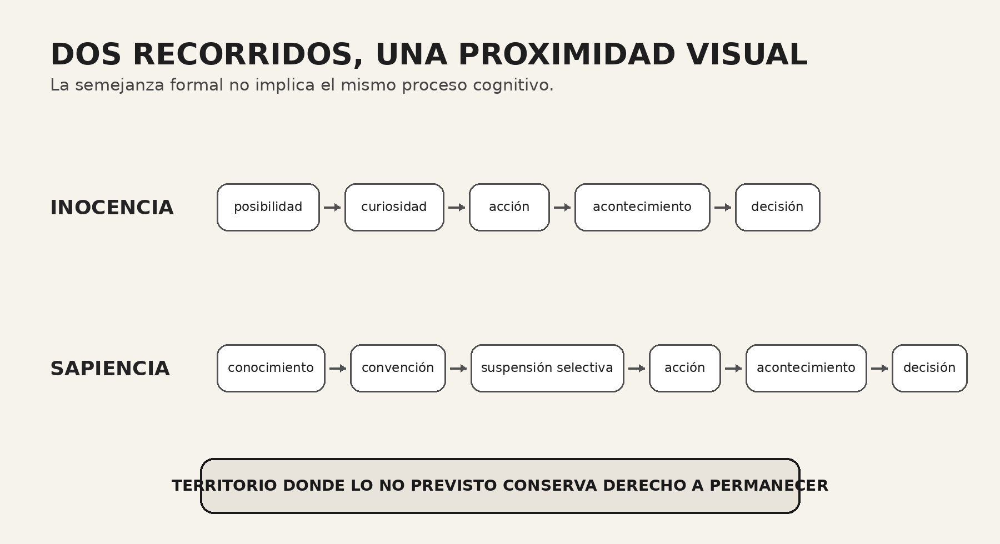 DOS RECORRIDOS, UNA PROXIMIDAD VISUAL
La semejanza formal no implica el mismo proceso cognitivo.
INOCENCIA posibilidad curiosidad acción acontecimiento decisión
SAPIENCIA conocimiento convención suspensión selectiva acción acontecimiento decisión
TERRITORIO DONDE LO NO PREVISTO CONSERVA DERECHO A PERMANECER